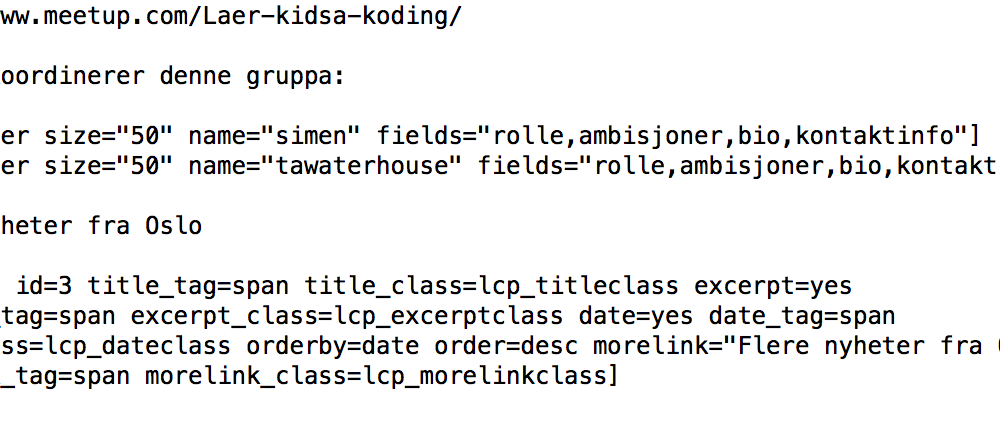 ww.meetup.com/Laer-kidsa-koding/
oordinerer denne gruppa:
er size="50" name="simen" fields="rolle,ambisjoner,bio,kontaktinfo"]
er size="50" name="tawaterhouse" fields="rolle,ambisjoner,bio,kontakt
heter fra Oslo
id=3 title_tag=span title_class=lcp_titleclass excerpt=yes
_tag=span excerpt_class=lcp_excerptclass date=yes date_tag=span
ss=lcp_dateclass orderby=date order=desc morelink="Flere nyheter fra
_tag=span morelink_class=lcp_morelinkclass]